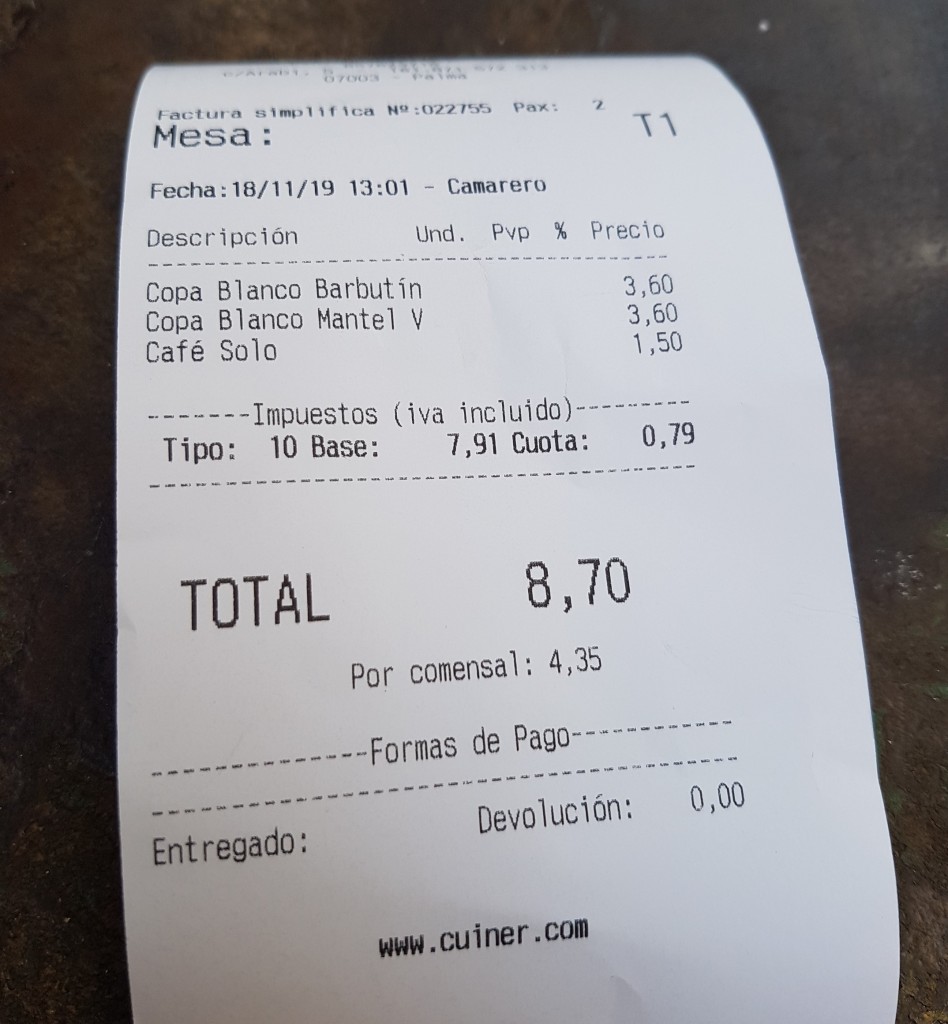 07003 - Palma
Factura simplifica Nº:022755 Pax: 2
Mesa: T1
Fecha:18/11/19 13:01 - Camarero
Descripción Und. Pvp % Precio
Copa Blanco Barbutín 3,60
Copa Blanco Mantel V 3,60
Café Solo 1,50
-------Impuestos (iva incluido)---------
Tipo: 10 Base: 7,91 Cuota: 0,79
TOTAL 8,70
Por comensal: 4,35
---------------Formas de Pago-----------
Entregado: Devolución: 0,00
www.cuiner.com